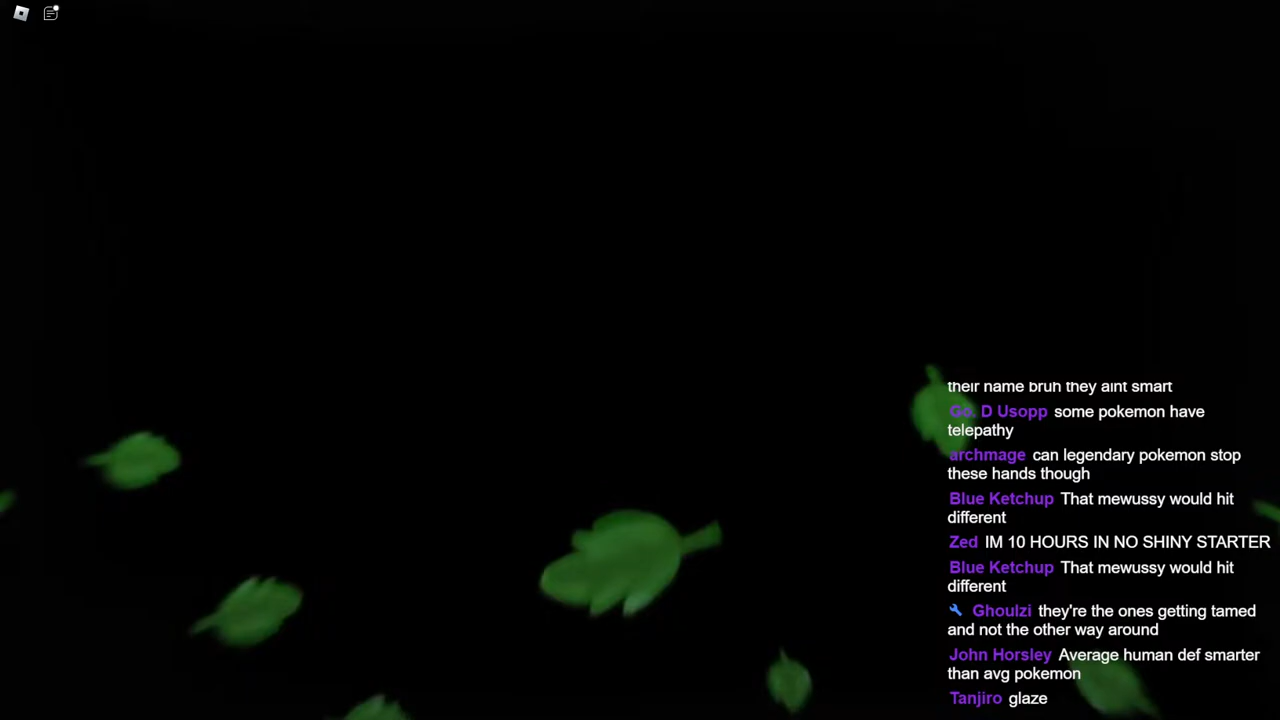 their name bruh they aint smart
Go. D Usopp some pokemon have
telepathy
archmage can legendary pokemon stop
these hands though
Blue Ketchup That mewussy would hit
different
Zed IM 10 HOURS IN NO SHINY STARTER
Blue Ketchup That mewussy would hit
different
Ghoulzi they're the ones getting tamed
and not the other way around
John Horsley Average human def smarter
than avg pokemon
Tanjiro glaze